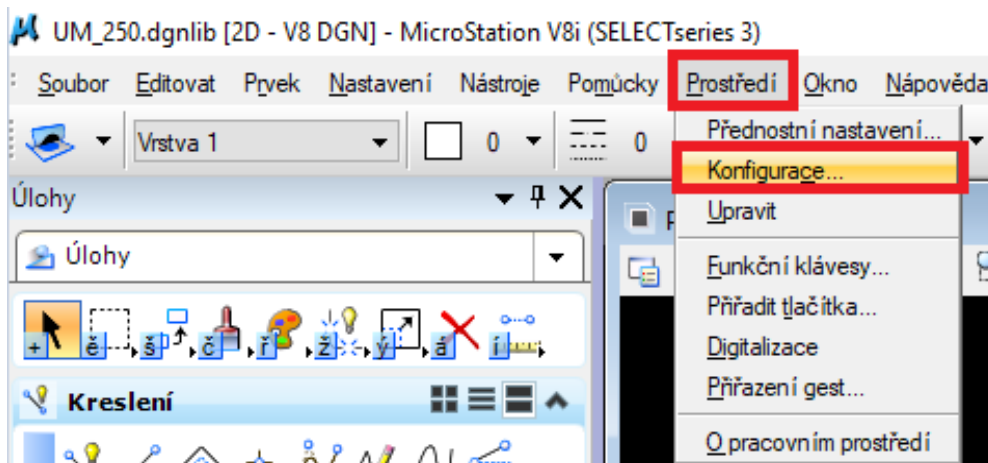 UM_250.dgnlib [2D - V8 DGN] - MicroStation V8i (SELECTseries 3)
Soubor Editovat Prvek Nastavení Nástroje Pomůcky Prostředí Okno Nápověda
Vrstva 1 0 0
Přednostní nastavení...
Konfigurace...
Upravit
Funkční klávesy...
Přiřadit tlačítka...
Digitalizace
Přiřazení gest...
O pracovním prostředí
Úlohy
Úlohy
+ ě š č ř ž ý á í
Kreslení